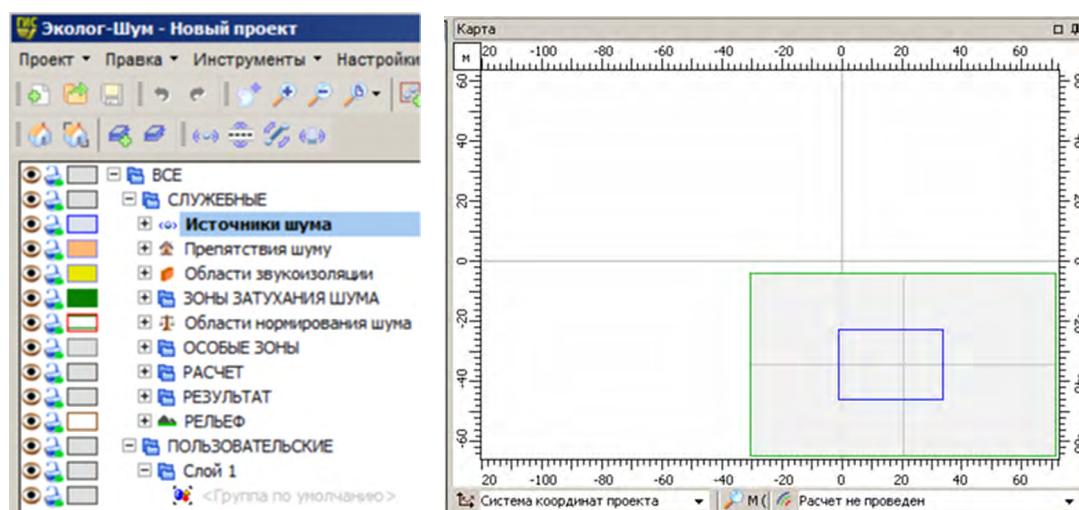 Эколог-Шум - Новый проект
Проект Правка Инструменты Настройки
ВСЕ
СЛУЖЕБНЫЕ
Источники шума
Препятствия шуму
Области звукоизоляции
ЗОНЫ ЗАТУХАНИЯ ШУМА
Области нормирования шума
ОСОБЫЕ ЗОНЫ
РАСЧЕТ
РЕЗУЛЬТАТ
РЕЛЬЕФ
ПОЛЬЗОВАТЕЛЬСКИЕ
Слой 1
<Группа по умолчанию>
Карта
м 20 -100 -80 -60 -40 -20 0 20 40 60
60
40
20
0
-20
-40
-60
20 -100 -80 -60 -40 -20 0 20 40 60
Система координат проекта М ( Расчет не проведен